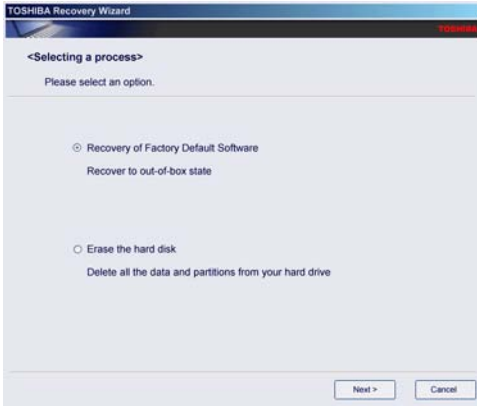 TOSHIBA Recovery Wizard
TOSHIBA
<Selecting a process>
Please select an option.
Recovery of Factory Default Software
Recover to out-of-box state
Erase the hard disk
Delete all the data and partitions from your hard drive
Next >
Cancel